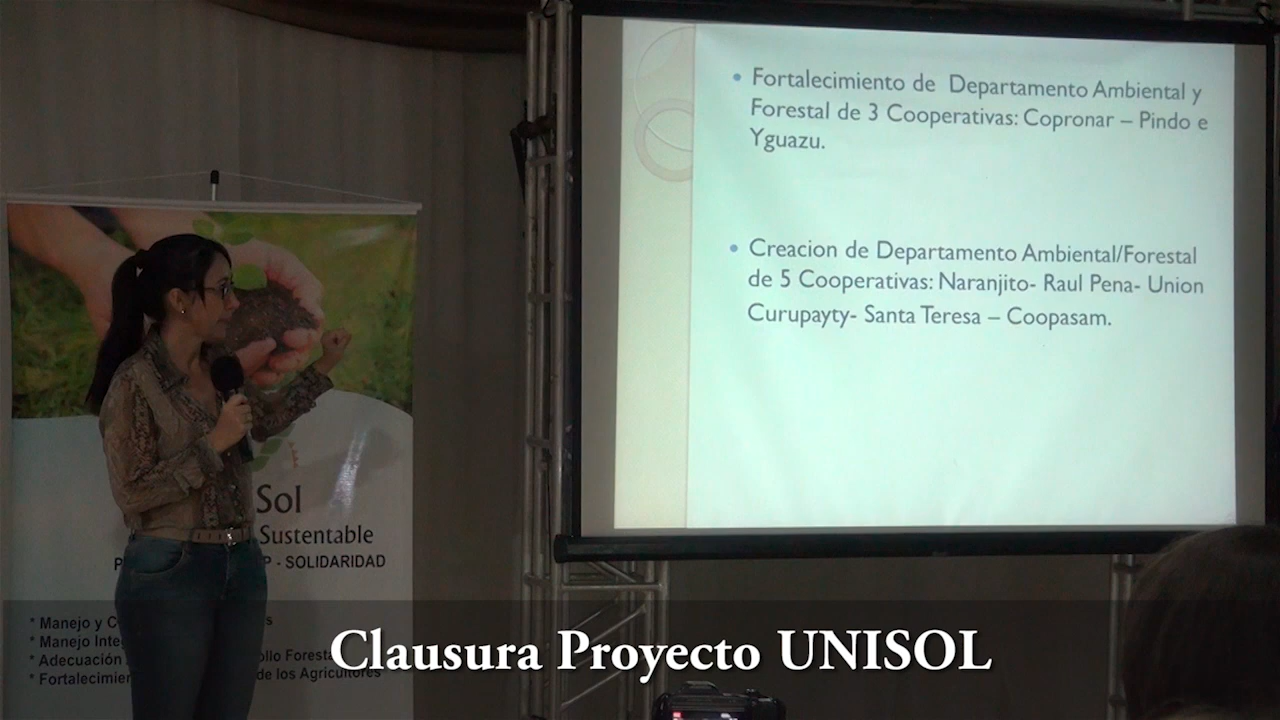 • Fortalecimiento de Departamento Ambiental y
Forestal de 3 Cooperativas: Copronar – Pindo e
Yguazu.
• Creacion de Departamento Ambiental/Forestal
de 5 Cooperativas: Naranjito- Raul Pena- Union
Curupayty- Santa Teresa – Coopasam.
Sol
Sustentable
- SOLIDARIDAD
* Manejo y
* Manejo
* Adecuación
* de los Agricultores
Clausura Proyecto UNISOL